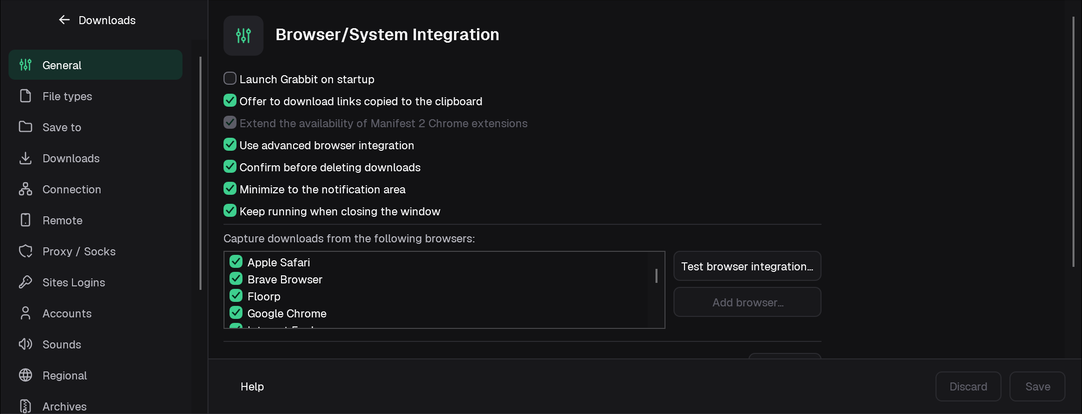 Downloads
General
File types
Save to
Downloads
Connection
Remote
Proxy / Socks
Sites Logins
Accounts
Sounds
Regional
Archives
Browser/System Integration
Launch Grabbit on startup
Offer to download links copied to the clipboard
Extend the availability of Manifest 2 Chrome extensions
Use advanced browser integration
Confirm before deleting downloads
Minimize to the notification area
Keep running when closing the window
Capture downloads from the following browsers:
Apple Safari
Brave Browser
Floorp
Google Chrome
Test browser integration...
Add browser...
Help
Discard
Save